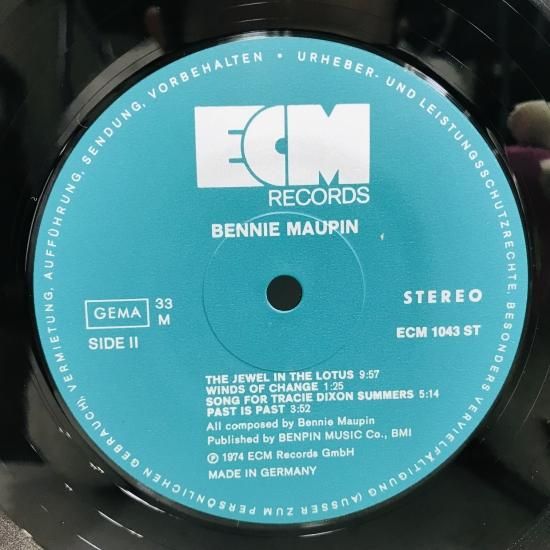 URHEBER- UND LEISTUNGSSCHUTZRECHTE, BESONDERS VERVIELFÄLTIGUNG (AUSSER ZUM PERSÖNLICHEN GEBRAUCH), VERMIETUNG, AUFFÜHRUNG, SENDUNG, VORBEHALTEN •
ECM
RECORDS
BENNIE MAUPIN
GEMA
33
M
SIDE II
STEREO
ECM 1043 ST
THE JEWEL IN THE LOTUS 9:57
WINDS OF CHANGE 1:25
SONG FOR TRACIE DIXON SUMMERS 5:14
PAST IS PAST 3:52
All composed by Bennie Maupin
Published by BENPIN MUSIC Co., BMI
℗ 1974 ECM Records GmbH
MADE IN GERMANY